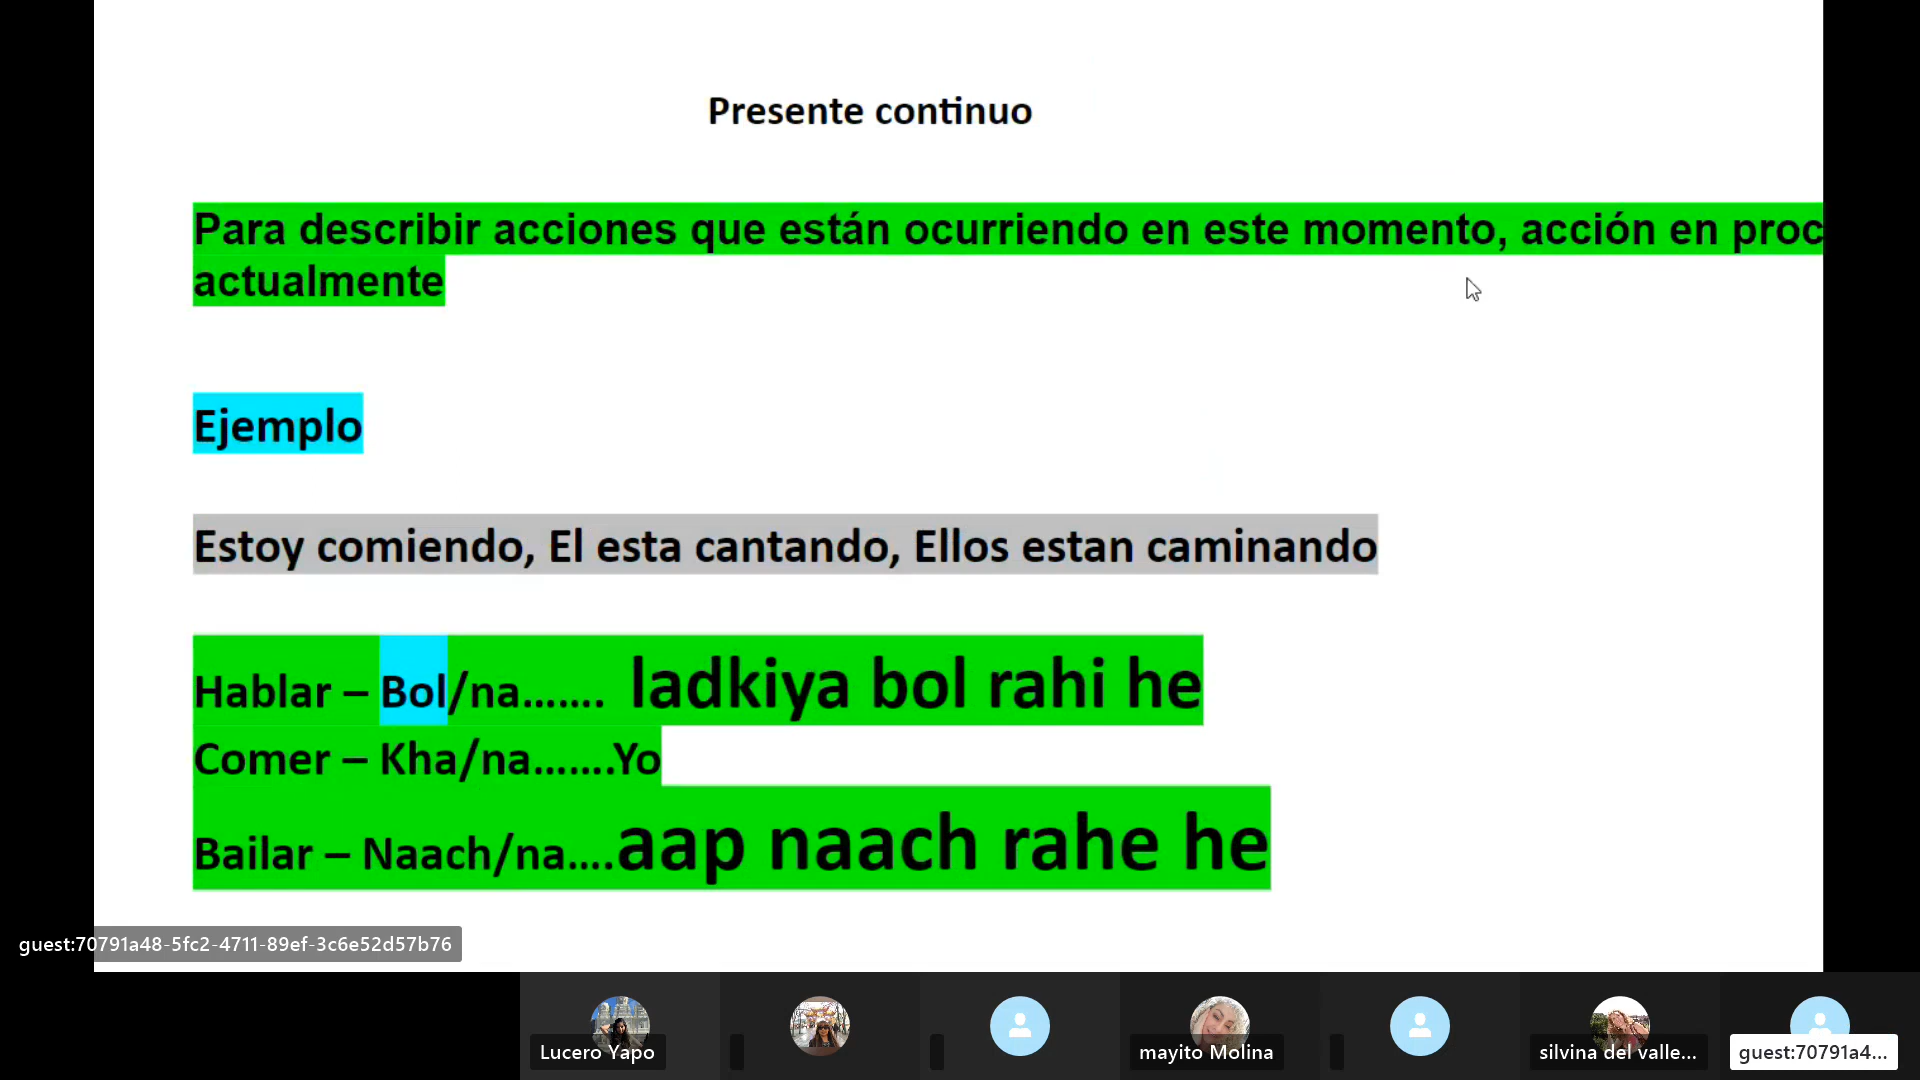 Presente continuo
Para describir acciones que están ocurriendo en este momento, acción en proc
actualmente
Ejemplo
Estoy comiendo, El esta cantando, Ellos estan caminando
Hablar – Bol/na....... ladkiya bol rahi he
Comer – Kha/na.......Yo
Bailar – Naach/na....aap naach rahe he
guest:70791a48-5fc2-4711-89ef-3c6e52d57b76
Lucero Yapo
mayito Molina
silvina del valle...
guest:70791a4...